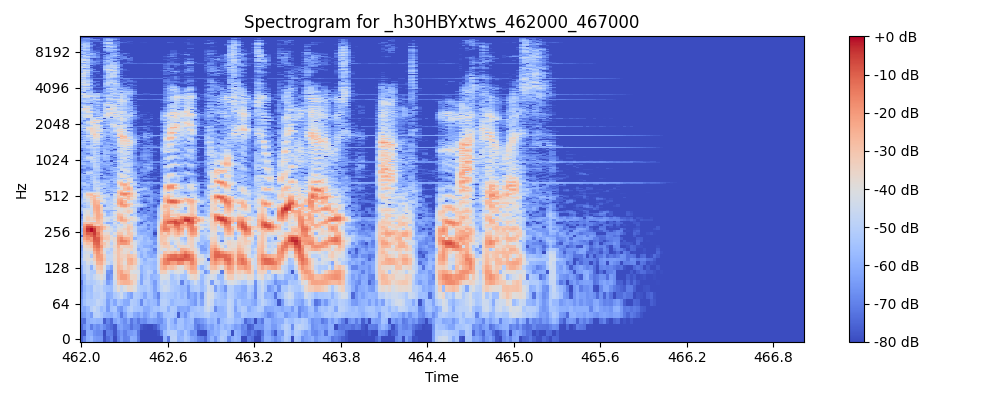 Spectrogram for _h30HBYxtws_462000_467000
Hz
8192
4096
2048
1024
512
256
128
64
0
462.0 462.6 463.2 463.8 464.4 465.0 465.6 466.2 466.8
Time
+0 dB
-10 dB
-20 dB
-30 dB
-40 dB
-50 dB
-60 dB
-70 dB
-80 dB